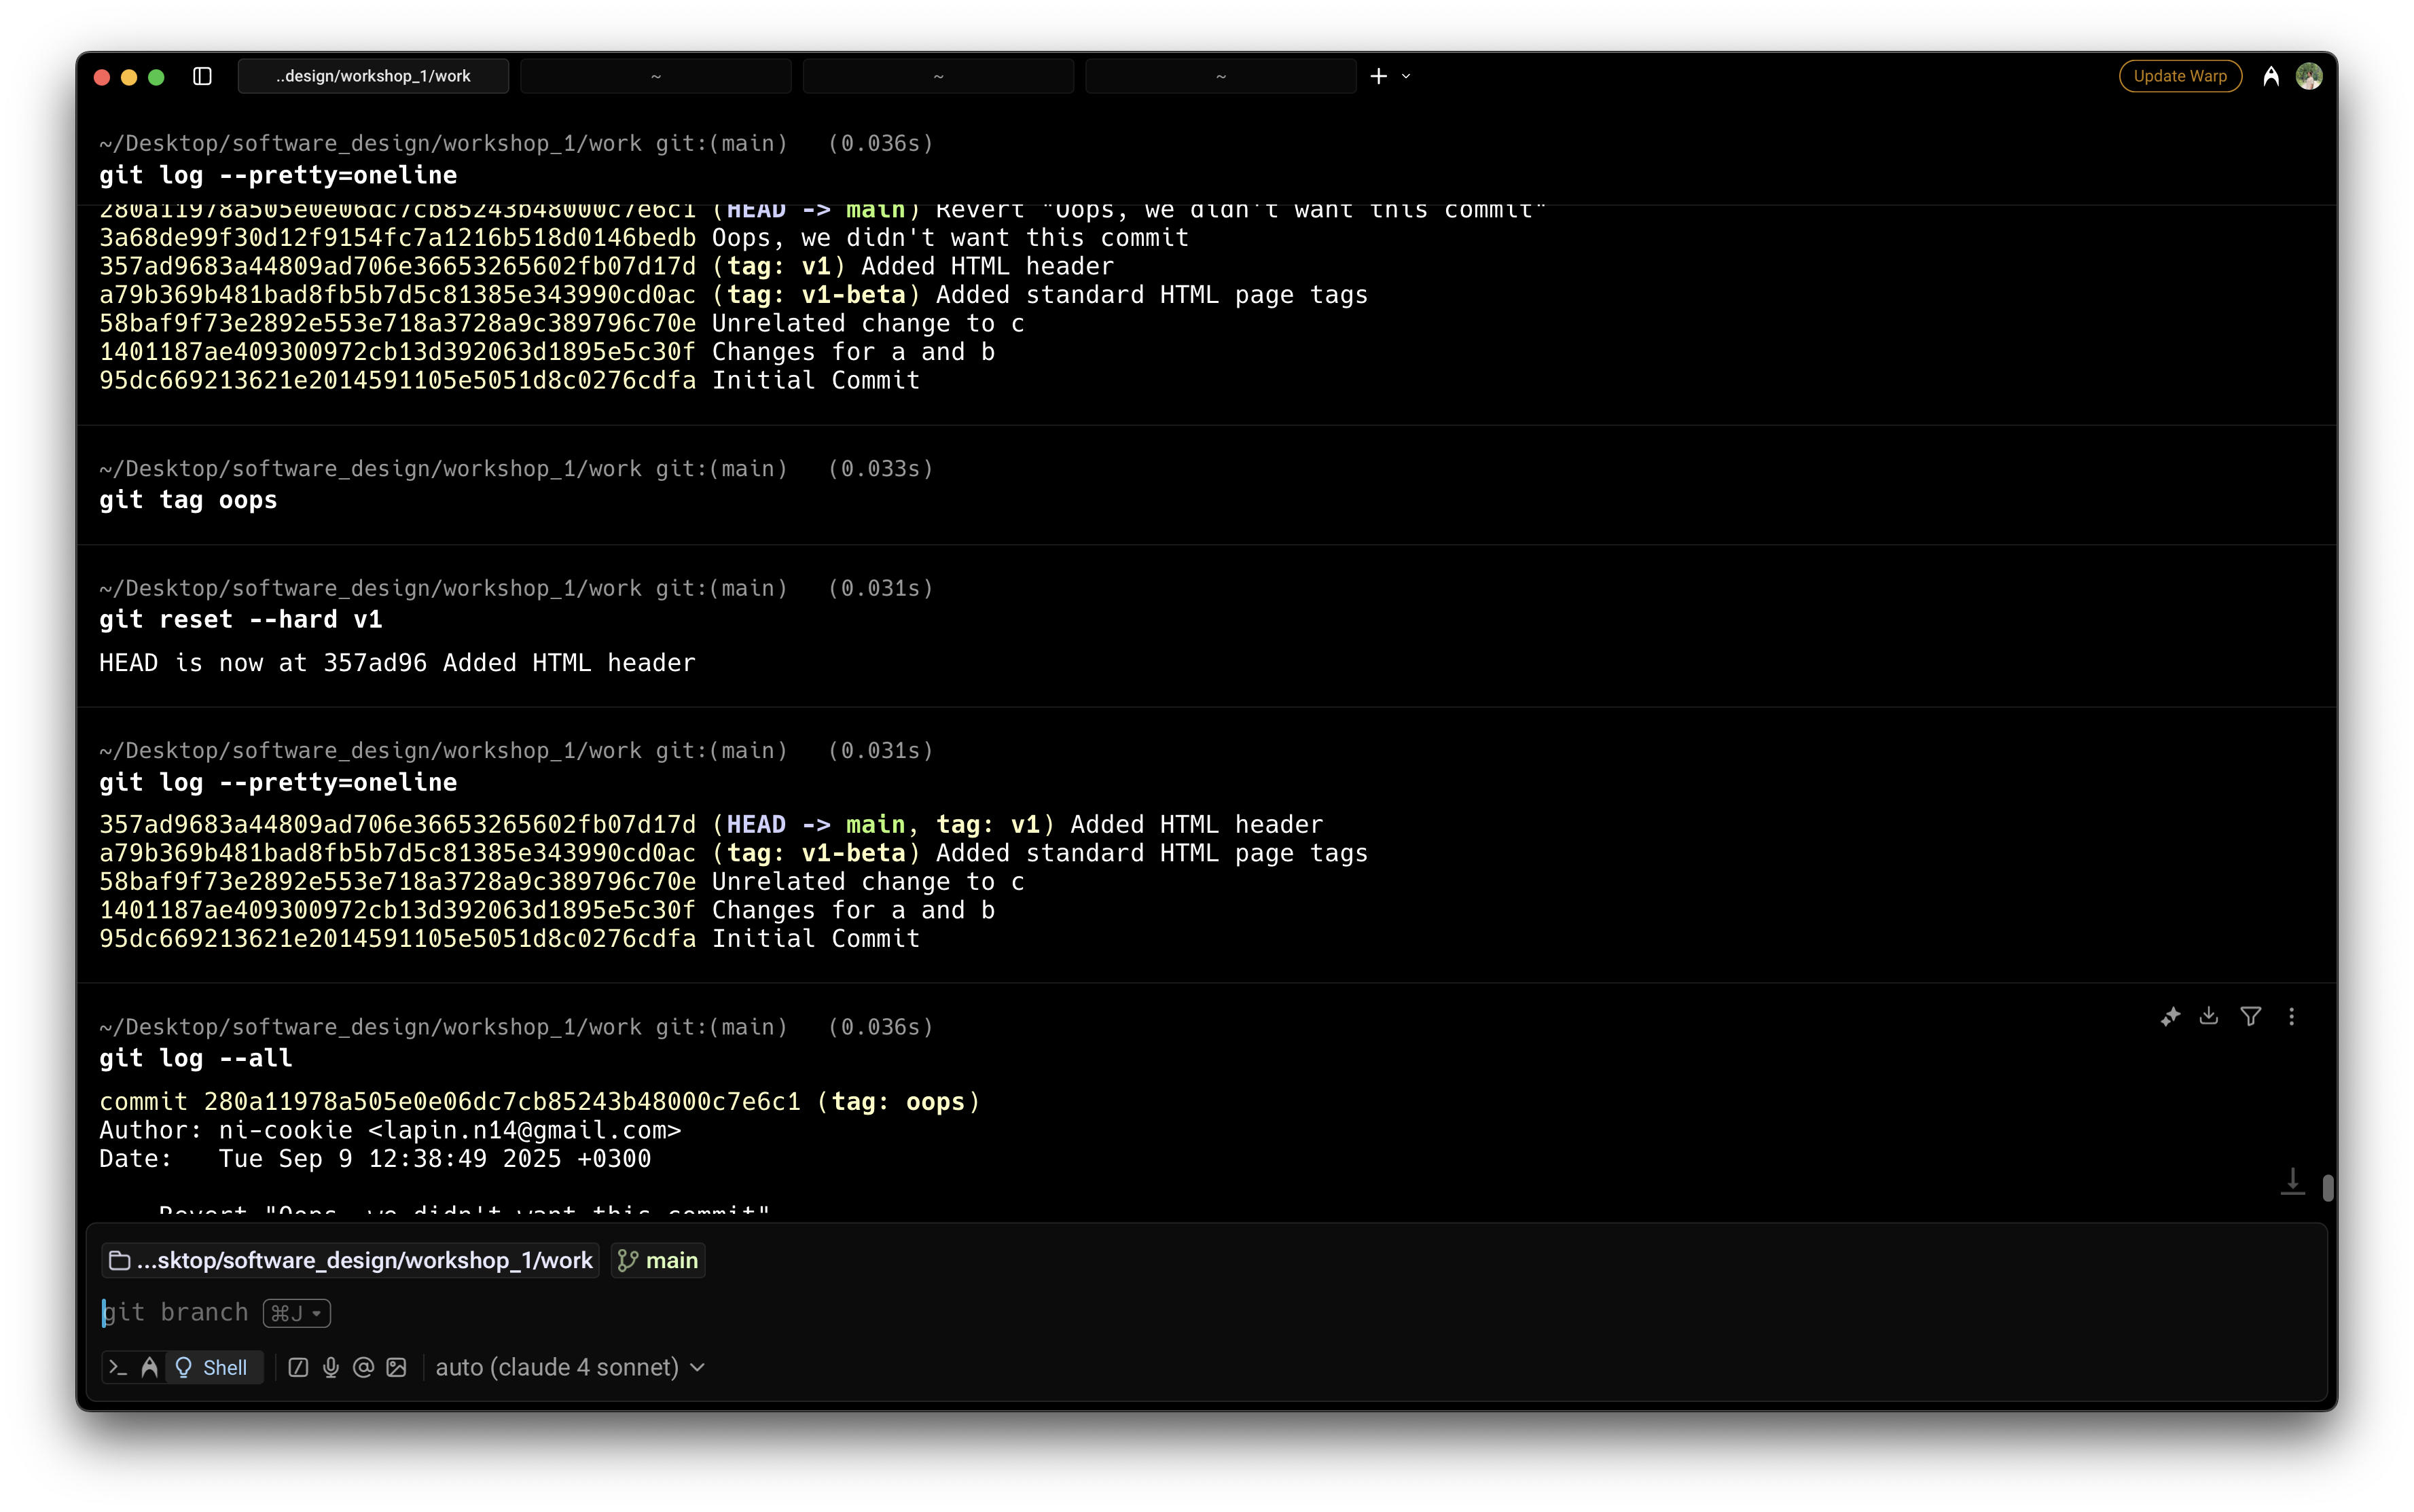 ..design/workshop_1/work
~
~
~
Update Warp
~/Desktop/software_design/workshop_1/work git:(main) (0.036s)
git log --pretty=oneline
280a11978a505e0e06dc7cb85243b48000c7e6c1 (HEAD -> main) Revert "Oops, we didn't want this commit"
3a68de99f30d12f9154fc7a1216b518d0146bedb Oops, we didn't want this commit
357ad9683a44809ad706e36653265602fb07d17d (tag: v1) Added HTML header
a79b369b481bad8fb5b7d5c81385e343990cd0ac (tag: v1-beta) Added standard HTML page tags
58baf9f73e2892e553e718a3728a9c389796c70e Unrelated change to c
1401187ae409300972cb13d392063d1895e5c30f Changes for a and b
95dc669213621e2014591105e5051d8c0276cdfa Initial Commit
~/Desktop/software_design/workshop_1/work git:(main) (0.033s)
git tag oops
~/Desktop/software_design/workshop_1/work git:(main) (0.031s)
git reset --hard v1
HEAD is now at 357ad96 Added HTML header
~/Desktop/software_design/workshop_1/work git:(main) (0.031s)
git log --pretty=oneline
357ad9683a44809ad706e36653265602fb07d17d (HEAD -> main, tag: v1) Added HTML header
a79b369b481bad8fb5b7d5c81385e343990cd0ac (tag: v1-beta) Added standard HTML page tags
58baf9f73e2892e553e718a3728a9c389796c70e Unrelated change to c
1401187ae409300972cb13d392063d1895e5c30f Changes for a and b
95dc669213621e2014591105e5051d8c0276cdfa Initial Commit
~/Desktop/software_design/workshop_1/work git:(main) (0.036s)
git log --all
commit 280a11978a505e0e06dc7cb85243b48000c7e6c1 (tag: oops)
Author: ni-cookie <lapin.n14@gmail.com>
Date:   Tue Sep 9 12:38:49 2025 +0300
Revert "Oops, we didn't want this commit"
...sktop/software_design/workshop_1/work main
git branch ⌘J
Shell auto (claude 4 sonnet)